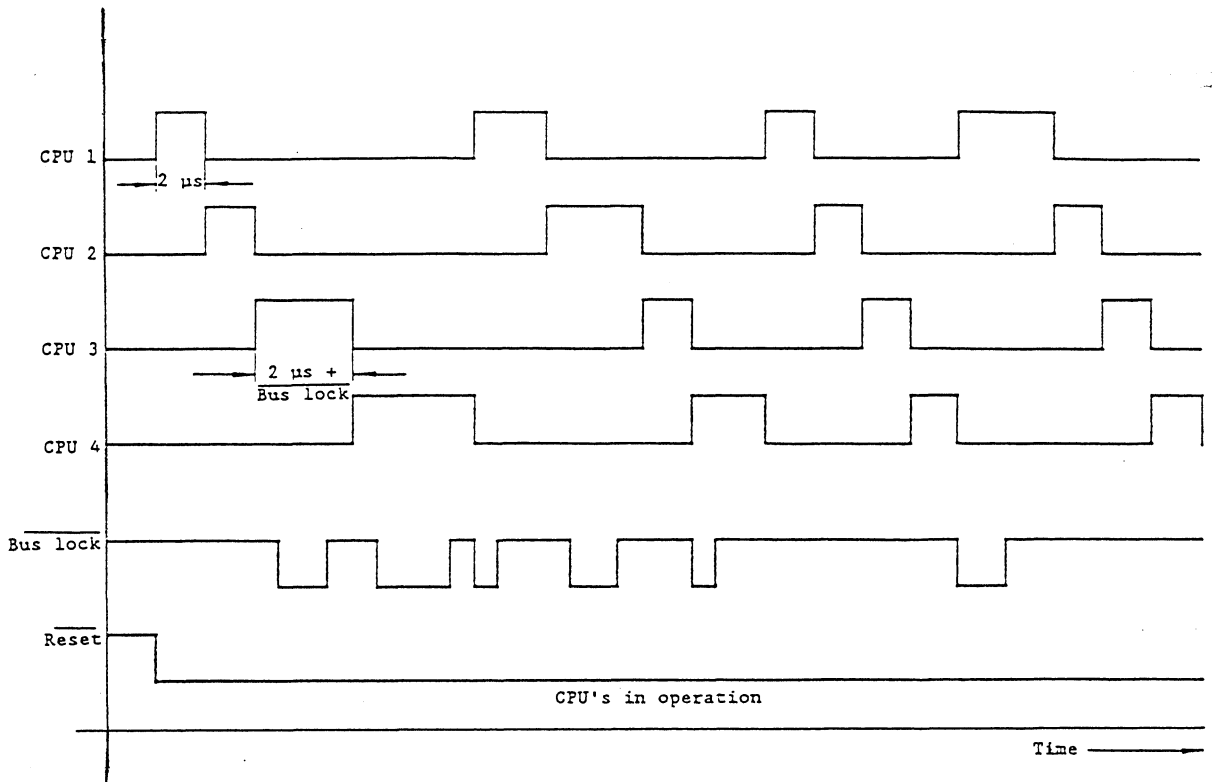 CPU 1
2 µs
CPU 2
CPU 3
2 µs +
Bus lock
CPU 4
Bus lock
Reset
CPU's in operation
Time